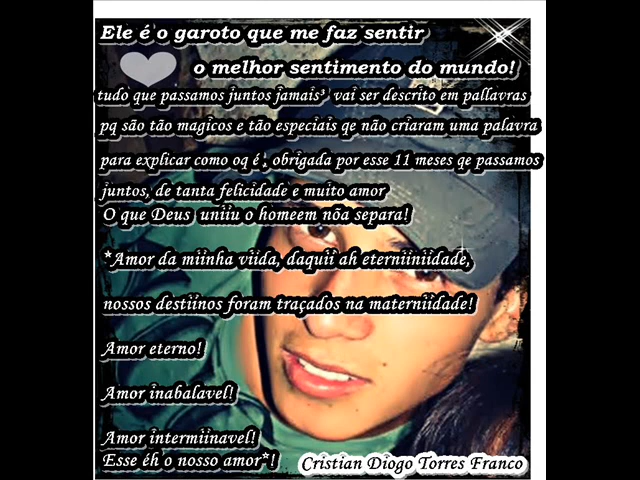 Ele é o garoto que me faz sentir
o melhor sentimento do mundo!
tudo que passamos juntos jamais³ vai ser descrito em pallavras
pq são tão magicos e tão especiais qe não criaram uma palavra
para explicar como oq é , obrigada por esse 11 meses qe passamos
juntos, de tanta felicidade e muito amor
O que Deus uniiu o homeem nõa separa!
*Amor da miinha viida, daquii ah eterniiniidade,
nossos destiinos foram traçados na materniidade!
Amor eterno!
Amor inabalavel!
Amor intermiinavel!
Esse éh o nosso amor*!
Cristian Diogo Torres Franco